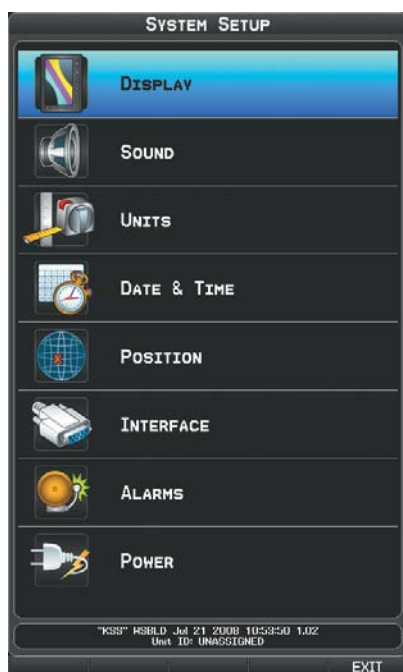 SYSTEM SETUP
DISPLAY
SOUND
UNITS
DATE & TIME
POSITION
INTERFACE
ALARMS
POWER
"KSS" WSBLD Jul 21 2008 10:53:50 1.02
Unit ID: UNASSIGNED
EXIT